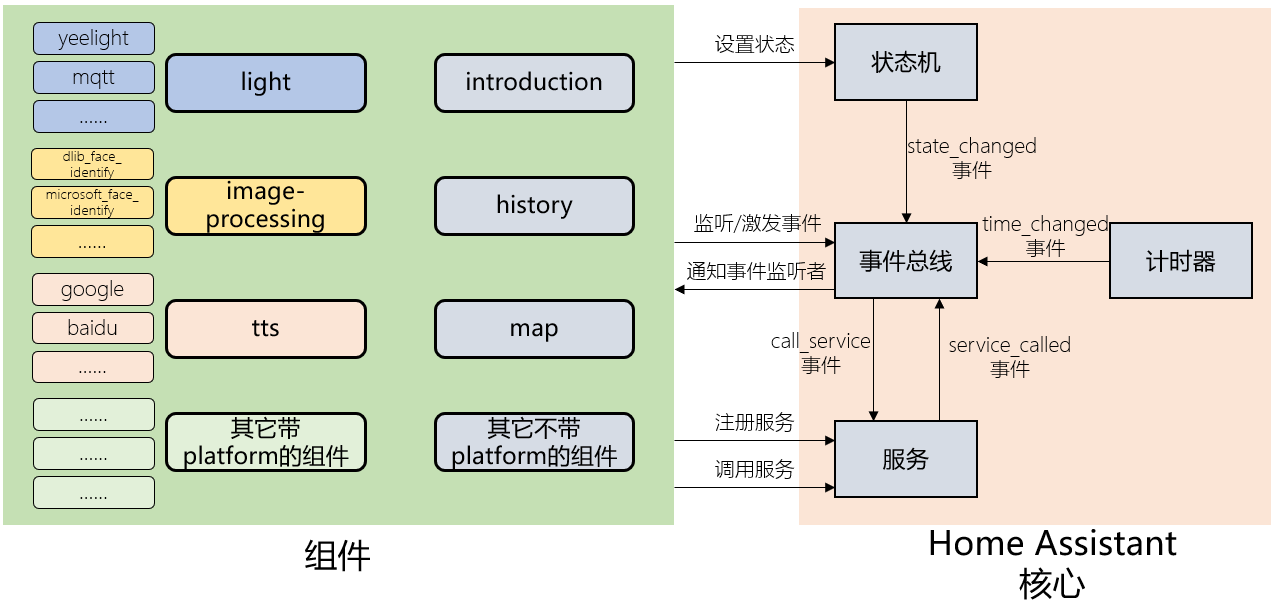 yeelight
mqtt
......
light
introduction
dlib_face_
identify
microsoft_face_
identify
......
image-
processing
history
google
baidu
......
tts
map
......
......
......
其它带
platform的组件
其它不带
platform的组件
组件
设置状态
监听/激发事件
通知事件监听者
注册服务
调用服务
状态机
state_changed
事件
事件总线
time_changed
事件
计时器
call_service
事件
service_called
事件
服务
Home Assistant
核心